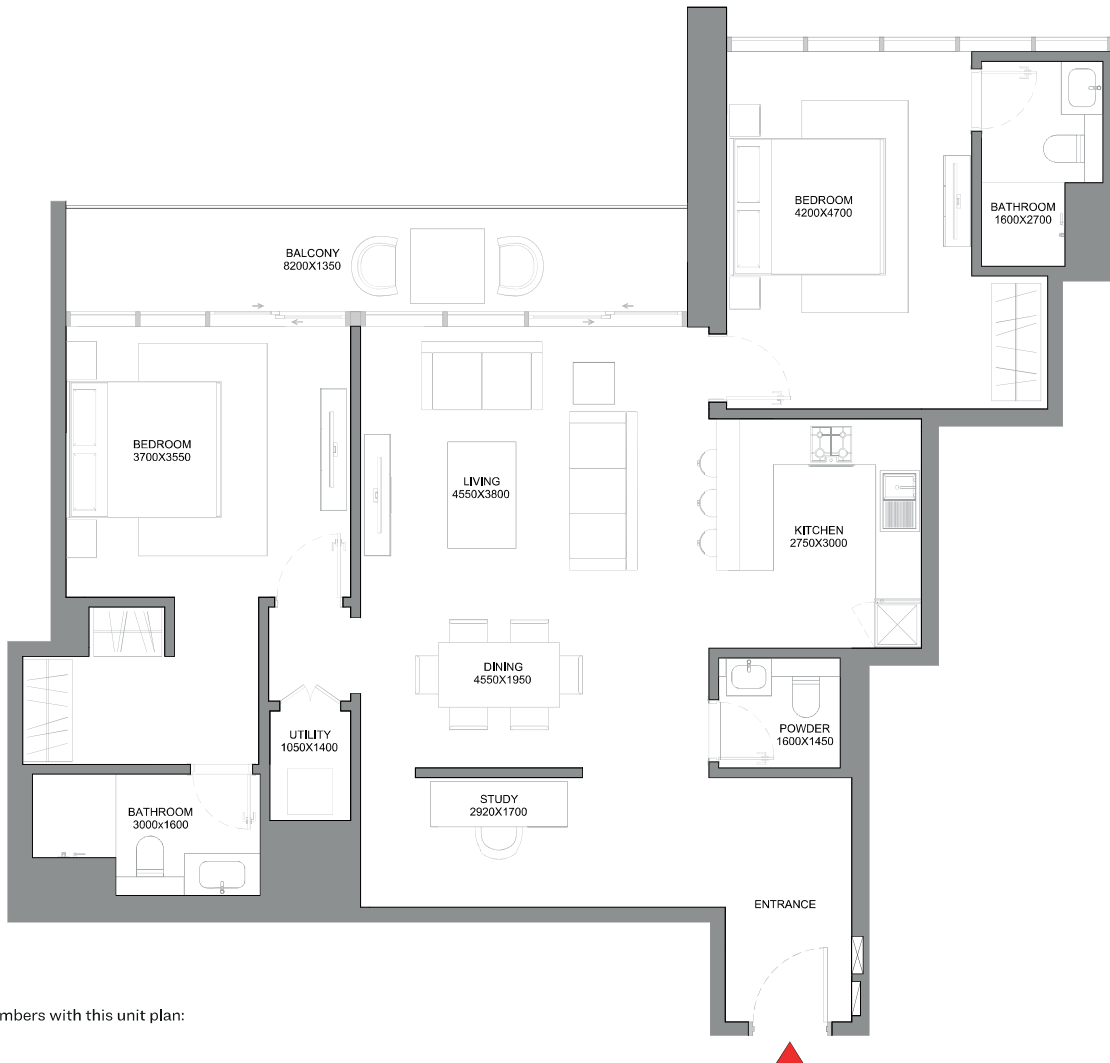 BEDROOM
4200X4700
BATHROOM
1600X2700
BALCONY
8200X1350
BEDROOM
3700X3550
LIVING
4550X3800
KITCHEN
2750X3000
DINING
4550X1950
POWDER
1600X1450
UTILITY
1050X1400
STUDY
2920X1700
BATHROOM
3000x1600
ENTRANCE
mbers with this unit plan: